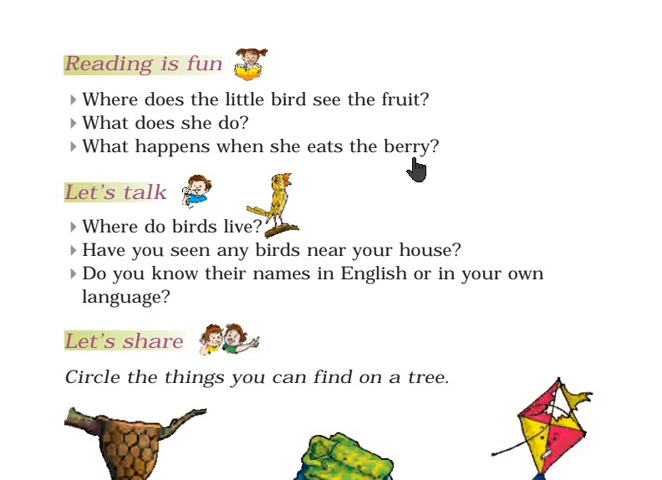 Reading is fun
Where does the little bird see the fruit?
What does she do?
What happens when she eats the berry?
Let's talk
Where do birds live?
Have you seen any birds near your house?
Do you know their names in English or in your own
language?
Let's share
Circle the things you can find on a tree.